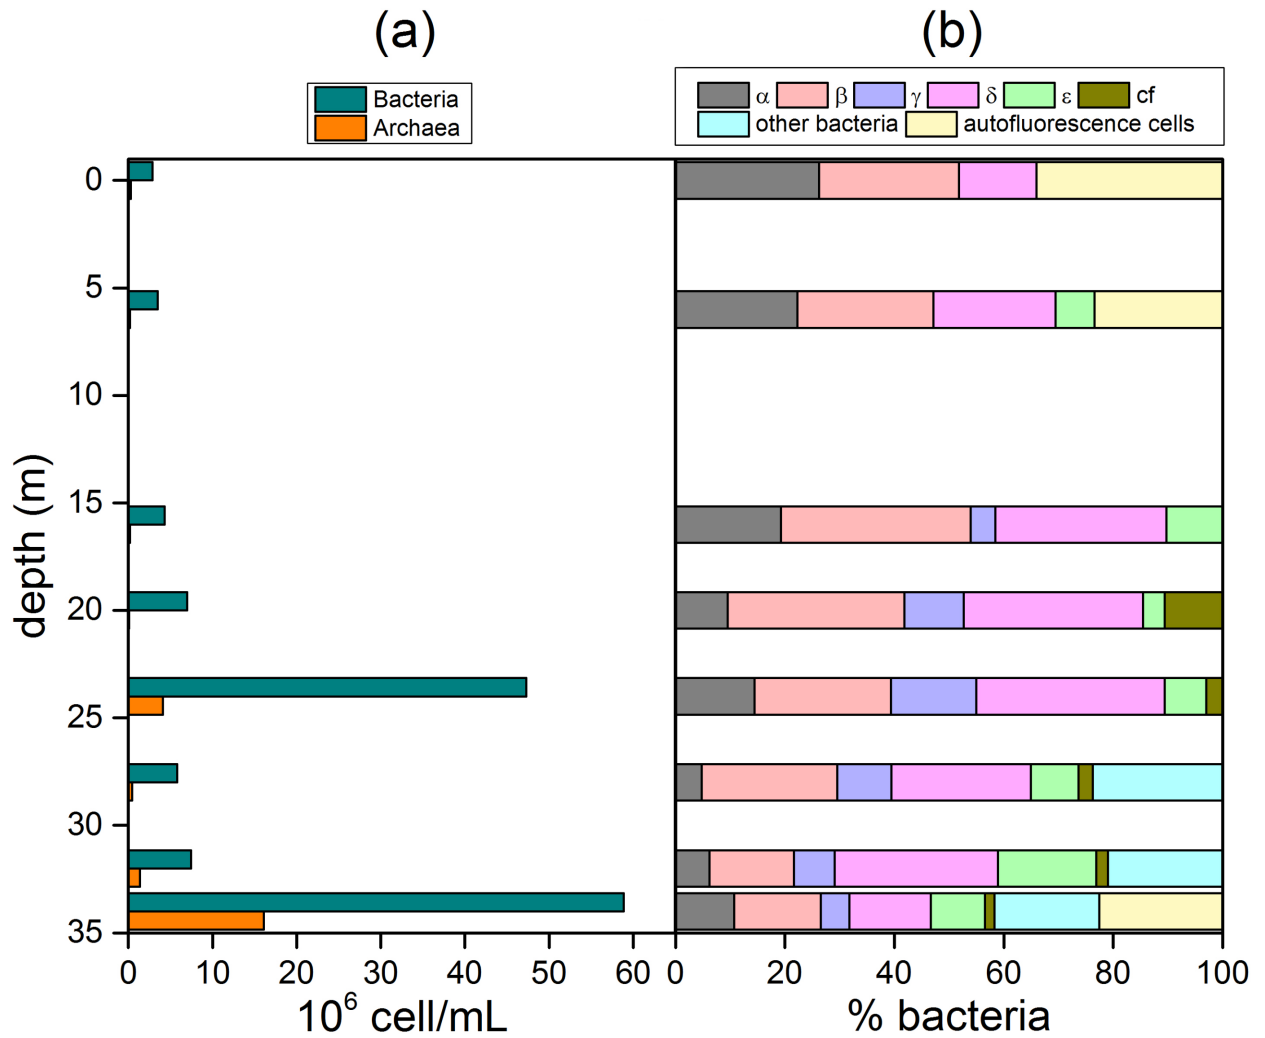 (a)
(b)
Bacteria
Archaea
α β γ δ ε cf
other bacteria autofluorescence cells
0
5
10
15
20
25
30
35
depth (m)
0 10 20 30 40 50 60
10⁶ cell/mL
0 20 40 60 80 100
% bacteria